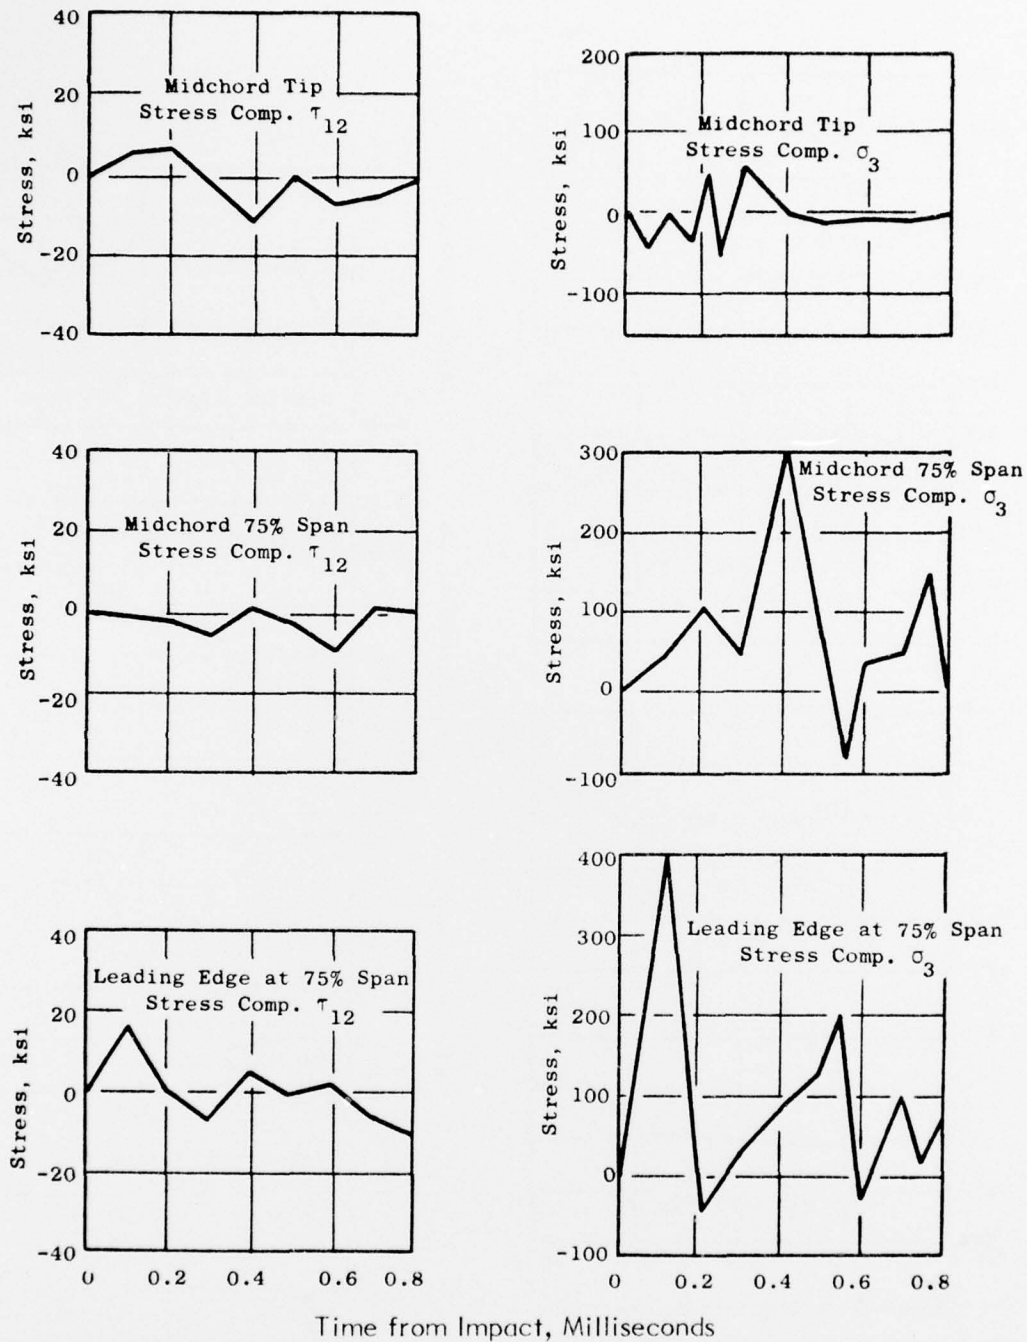 40
20
0
-20
-40
Stress, ksi
Midchord Tip
Stress Comp. τ12
200
100
0
-100
Stress, ksi
Midchord Tip
Stress Comp. σ3
40
20
0
-20
-40
Stress, ksi
Midchord 75% Span
Stress Comp. τ12
300
200
100
0
-100
Stress, ksi
Midchord 75% Span
Stress Comp. σ3
40
20
0
-20
-40
Stress, ksi
Leading Edge at 75% Span
Stress Comp. τ12
0 0.2 0.4 0.6 0.8
400
300
200
100
0
-100
Stress, ksi
Leading Edge at 75% Span
Stress Comp. σ3
0 0.2 0.4 0.6 0.8
Time from Impact, Milliseconds